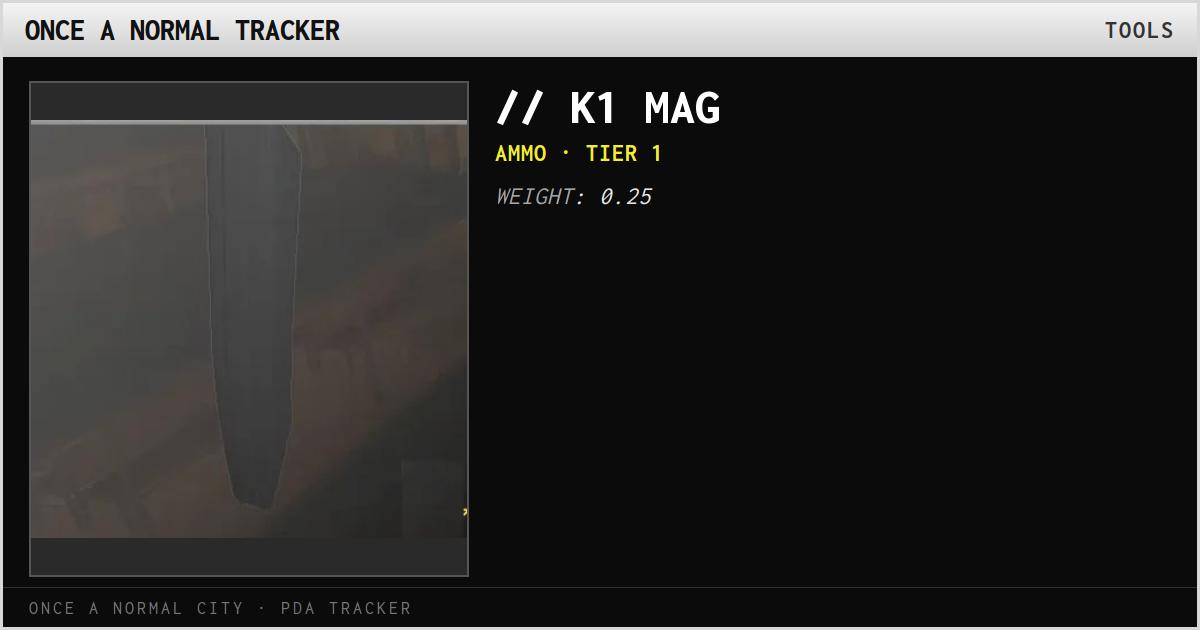 ONCE A NORMAL TRACKER
TOOLS
// K1 MAG
AMMO · TIER 1
WEIGHT: 0.25
ONCE A NORMAL CITY · PDA TRACKER